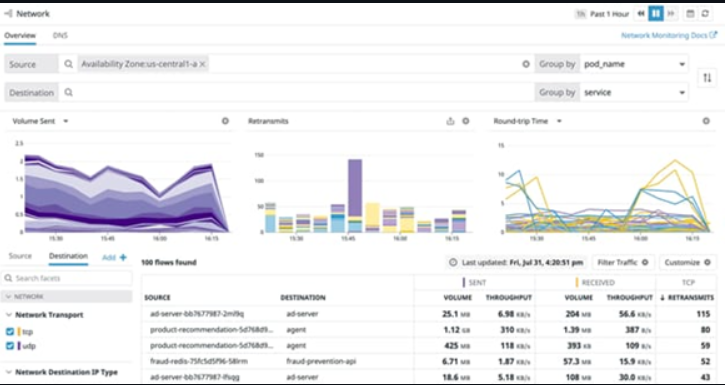 Network
1h Past 1 Hour
Overview DNS
Network Monitoring Docs
Source Availability Zone:us-central1-a × Group by pod_name
Destination Group by service
Volume Sent
Retransmits
Round-trip Time
2.5
2
1.5
1
0.5
0
15:30 15:45 16:00 16:15
150
100
50
0
15:30 15:45 16:00 16:15
15
10
5
0
15:30 15:45 16:00 16:15
Source Destination Add +
100 flows found
Last updated: Fri, Jul 31, 4:20:51 pm
Filter Traffic
Customize
Search facets
NETWORK
Network Transport
tcp
udp
Network Destination IP Type
SENT RECEIVED TCP
SOURCE DESTINATION VOLUME THROUGHPUT VOLUME THROUGHPUT ↓ RETRANSMITS
ad-server-bb7677987-2ml9q ad-server 25.1 MB 6.98 KB/s 204 MB 56.6 KB/s 115
product-recommendation-5d768d9... agent 1.12 GB 310 KB/s 1.39 MB 387 B/s 80
product-recommendation-5d768d9... agent 425 MB 118 KB/s 393 KB 109 B/s 59
fraud-redis-75fc5d5f96-58lrm fraud-prevention-api 6.71 MB 1.87 KB/s 57.3 MB 15.9 KB/s 52
ad-server-bb7677987-lfsqg ad-server 18.6 MB 5.18 KB/s 108 MB 30.0 KB/s 43